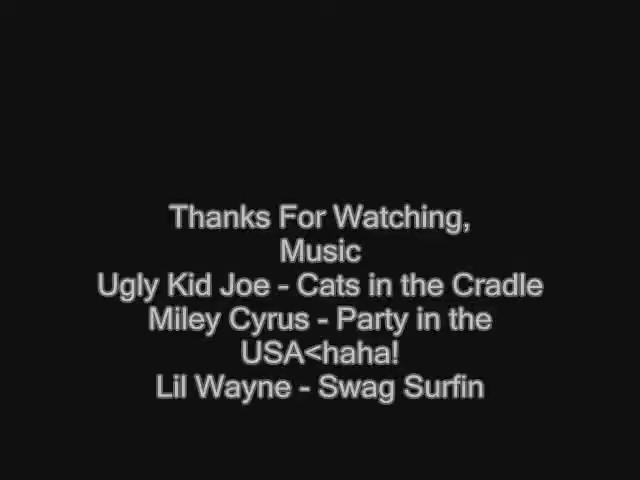 Thanks For Watching,
Music
Ugly Kid Joe - Cats in the Cradle
Miley Cyrus - Party in the
USA<haha!
Lil Wayne - Swag Surfin